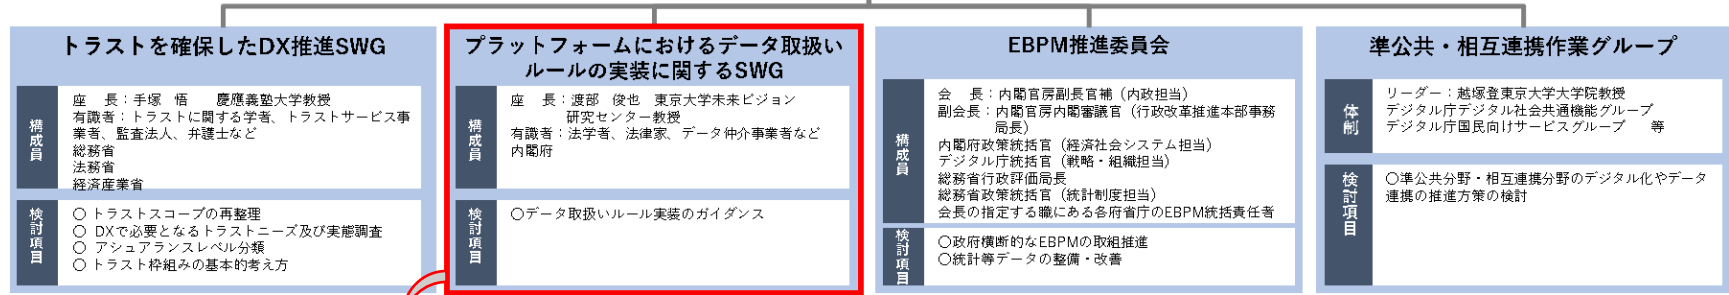 トラストを確保したDX推進SWG
構成員
座　長：手塚　悟　　慶應義塾大学教授
有識者：トラストに関する学者、トラストサービス事
業者、監査法人、弁護士など
総務省
法務省
経済産業省
検討項目
○ トラストスコープの再整理
○ DXで必要となるトラストニーズ及び実態調査
○ アシュアランスレベル分類
○ トラスト枠組みの基本的考え方
プラットフォームにおけるデータ取扱い
ルールの実装に関するSWG
構成員
座　長：渡部　俊也　東京大学未来ビジョン
研究センター教授
有識者：法学者、法律家、データ仲介事業者など
内閣府
検討項目
○データ取扱いルール実装のガイダンス
EBPM推進委員会
構成員
会　長：内閣官房副長官補（内政担当）
副会長：内閣官房内閣審議官（行政改革推進本部事務
局長）
内閣府政策統括官（経済社会システム担当）
デジタル庁統括官（戦略・組織担当）
総務省行政評価局長
総務省政策統括官（統計制度担当）
会長の指定する職にある各府省庁のEBPM統括責任者
検討項目
○政府横断的なEBPMの取組推進
○統計等データの整備・改善
準公共・相互連携作業グループ
体制
リーダー：越塚登東京大学大学院教授
デジタル庁デジタル社会共通機能グループ
デジタル庁国民向けサービスグループ　等
検討項目
○準公共分野・相互連携分野のデジタル化やデータ
連携の推進方策の検討